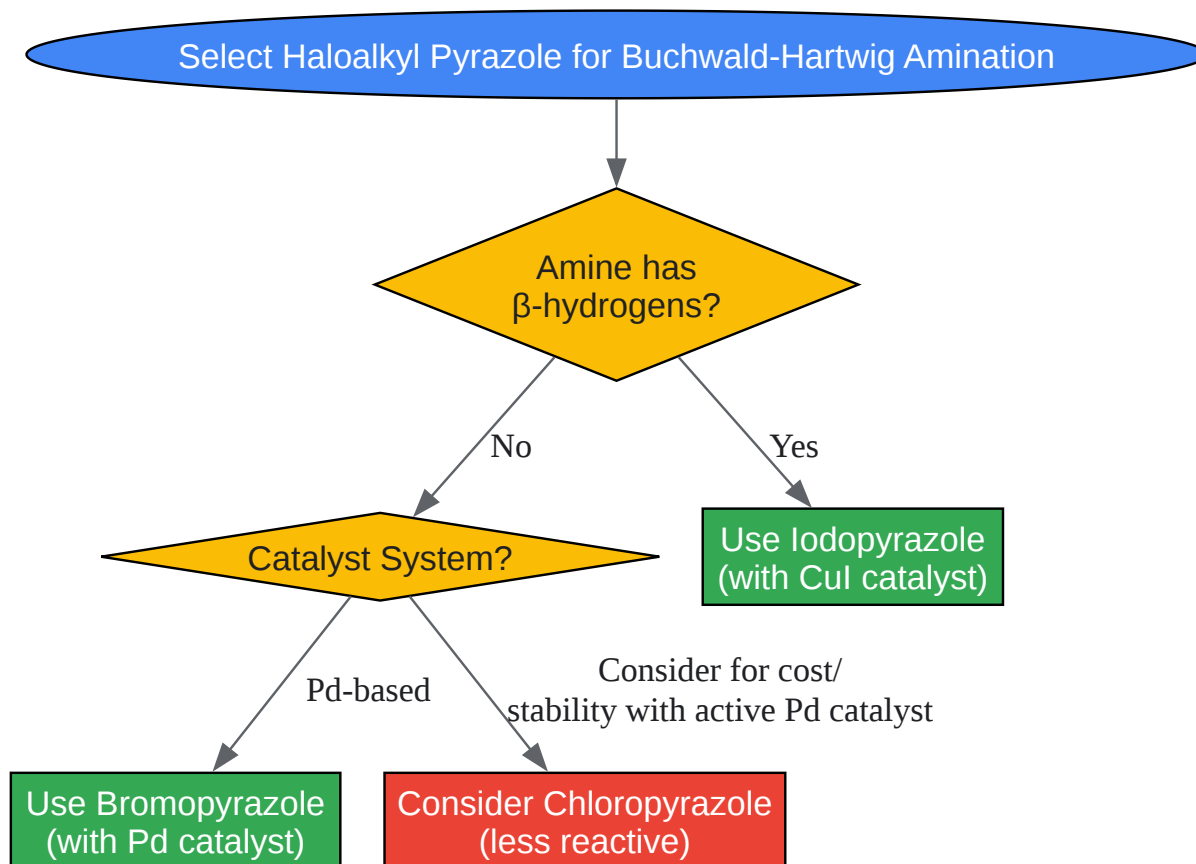 Select Haloalkyl Pyrazole for Buchwald-Hartwig Amination
Amine has
β-hydrogens?
No
Yes
Catalyst System?
Use Iodopyrazole
(with CuI catalyst)
Pd-based
Consider for cost/
stability with active Pd catalyst
Use Bromopyrazole
(with Pd catalyst)
Consider Chloropyrazole
(less reactive)